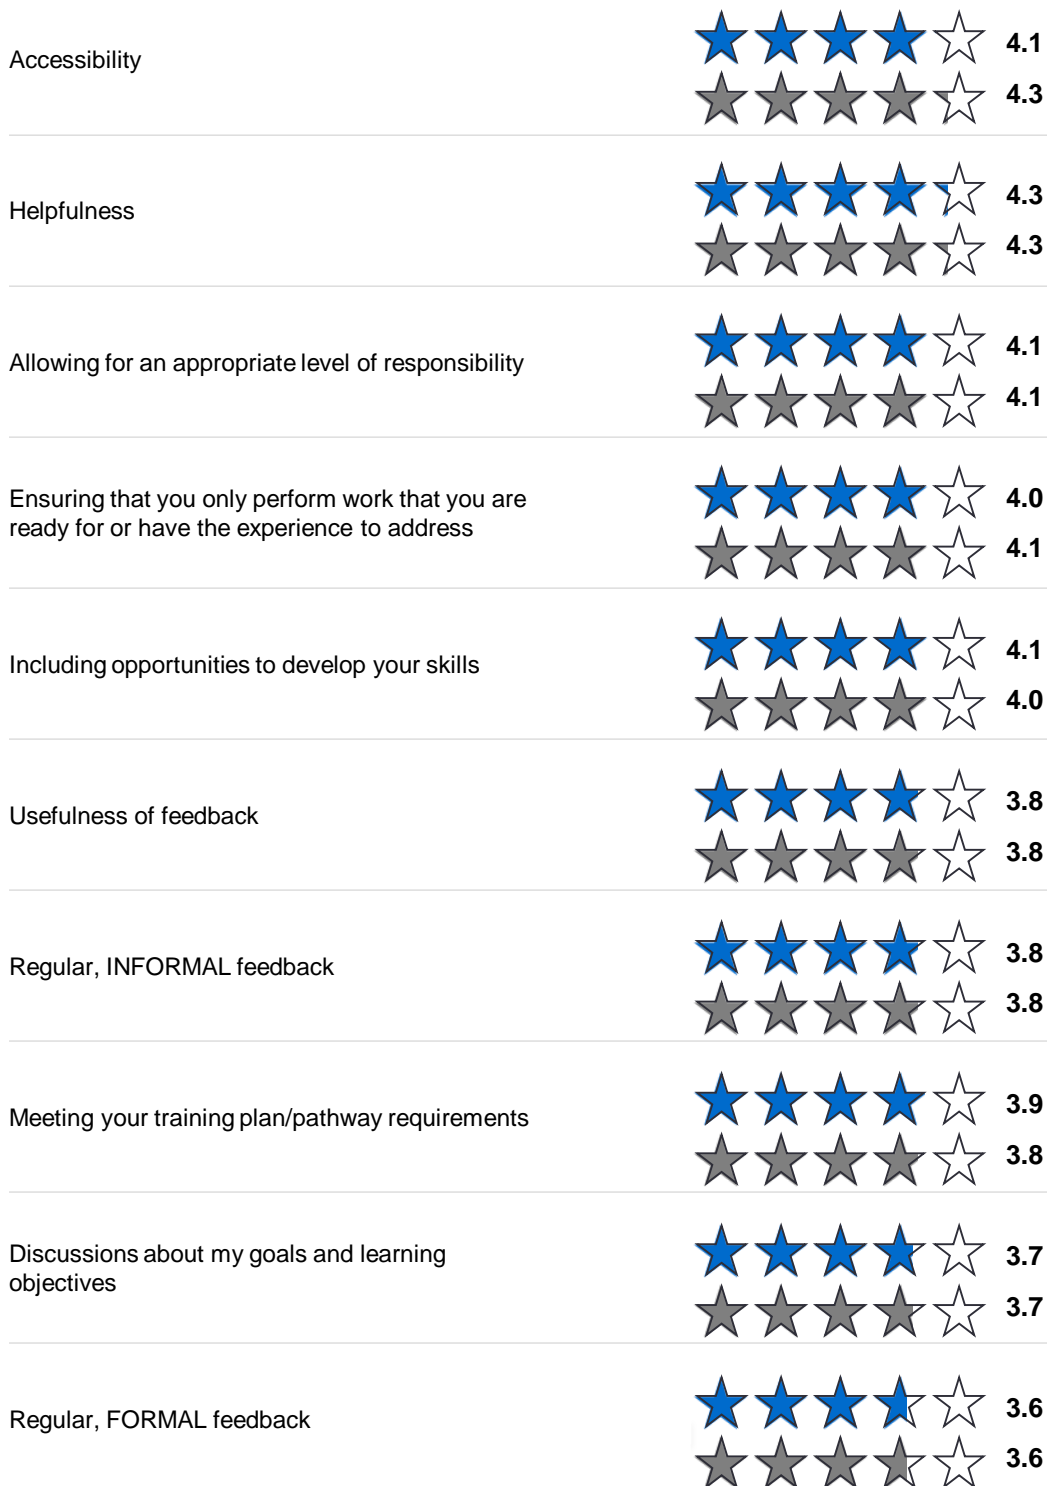 Accessibility
4.1
4.3
Helpfulness
4.3
4.3
Allowing for an appropriate level of responsibility
4.1
4.1
Ensuring that you only perform work that you are
ready for or have the experience to address
4.0
4.1
Including opportunities to develop your skills
4.1
4.0
Usefulness of feedback
3.8
3.8
Regular, INFORMAL feedback
3.8
3.8
Meeting your training plan/pathway requirements
3.9
3.8
Discussions about my goals and learning
objectives
3.7
3.7
Regular, FORMAL feedback
3.6
3.6